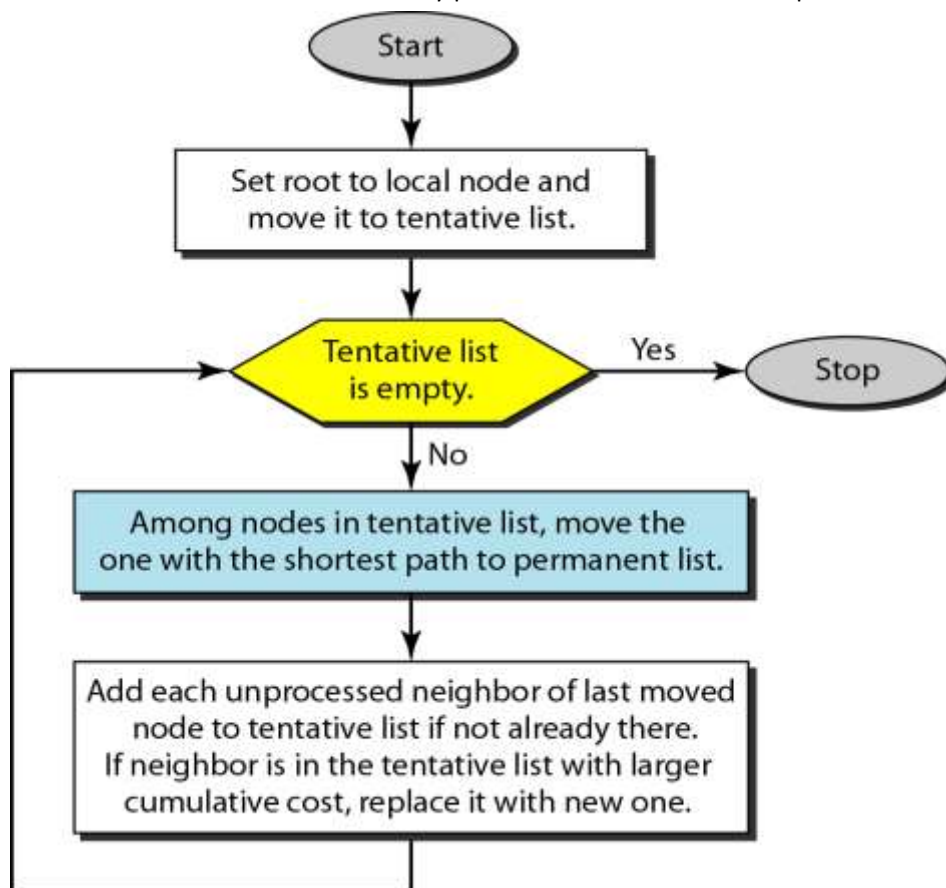 Start
Set root to local node and
move it to tentative list.
Tentative list
is empty.
Yes
Stop
No
Among nodes in tentative list, move the
one with the shortest path to permanent list.
Add each unprocessed neighbor of last moved
node to tentative list if not already there.
If neighbor is in the tentative list with larger
cumulative cost, replace it with new one.